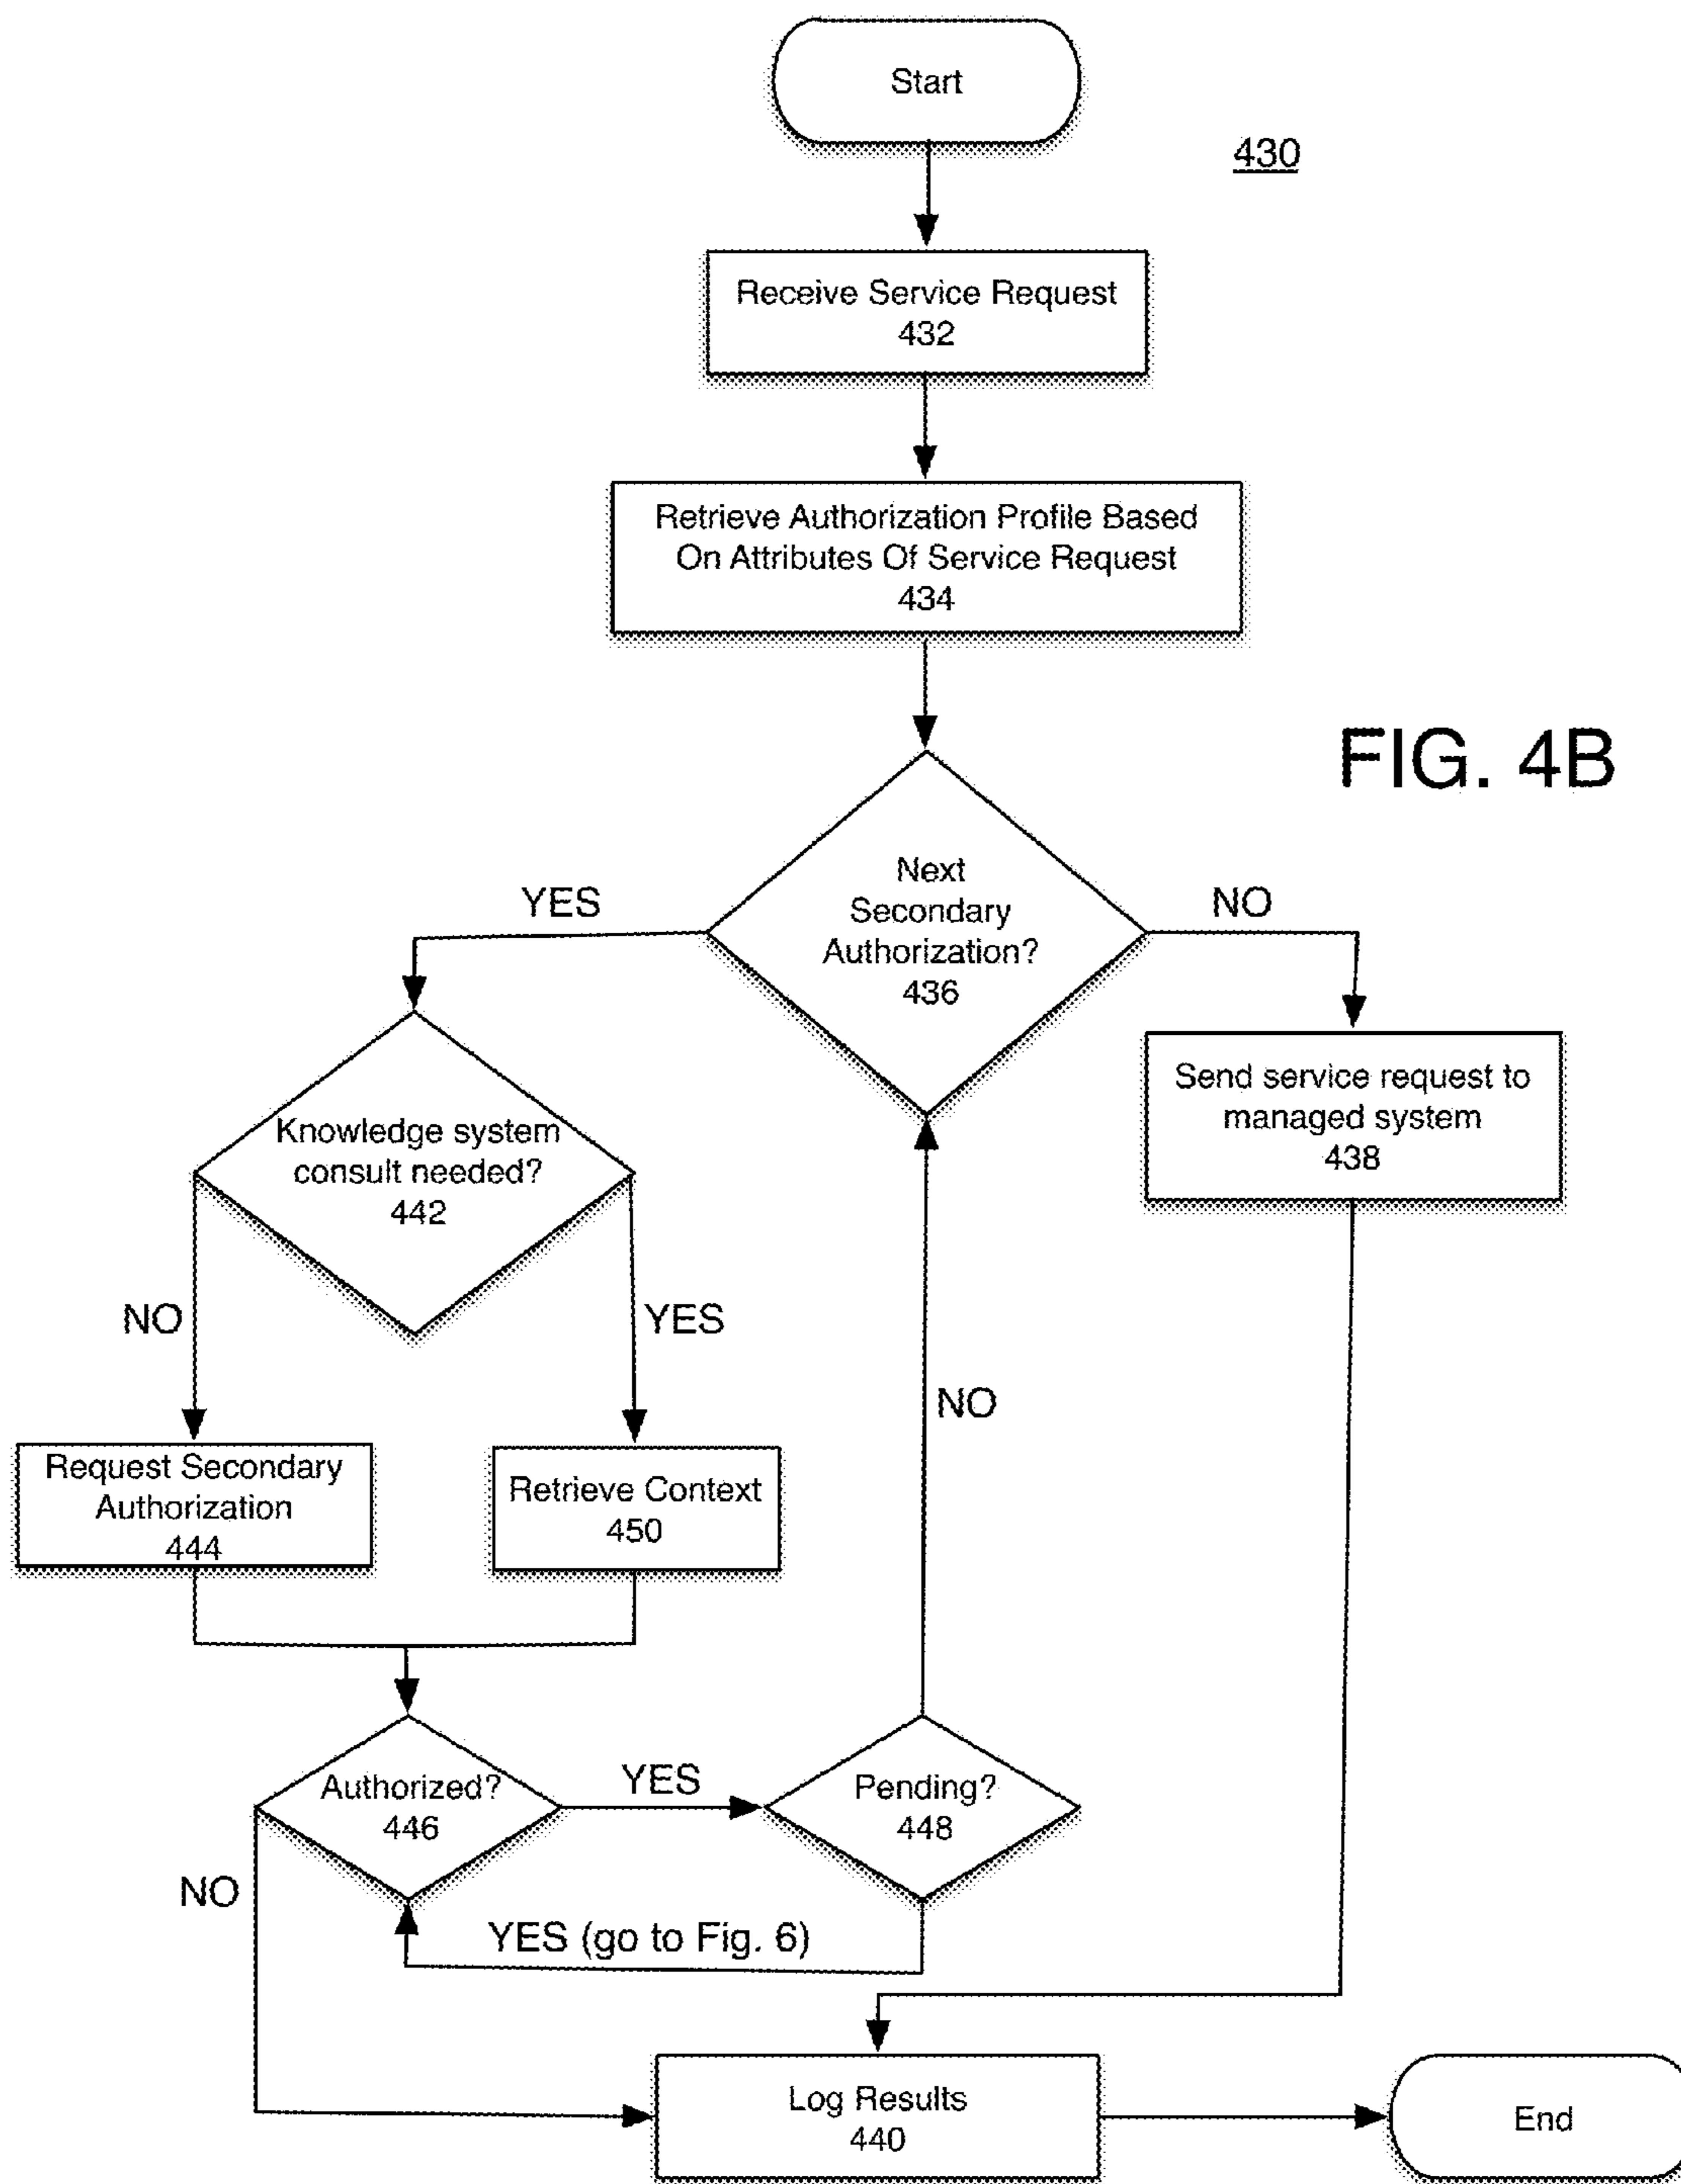 Start
430
Receive Service Request
432
Retrieve Authorization Profile Based
On Attributes Of Service Request
434
FIG. 4B
Next
Secondary
Authorization?
436
YES
NO
Knowledge system
consult needed?
442
Send service request to
managed system
438
NO
YES
NO
Request Secondary
Authorization
444
Retrieve Context
450
Authorized?
446
YES
Pending?
448
NO
YES (go to Fig. 6)
Log Results
440
End